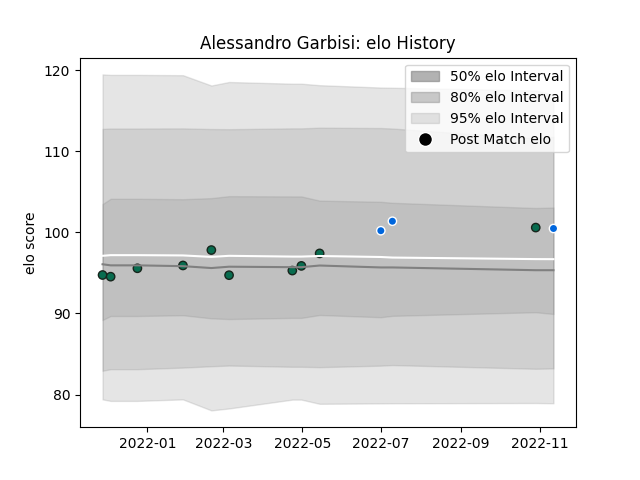 Alessandro Garbisi: elo History
120
110
100
90
80
elo score
50% elo Interval
80% elo Interval
95% elo Interval
Post Match elo
2022-01
2022-03
2022-05
2022-07
2022-09
2022-11